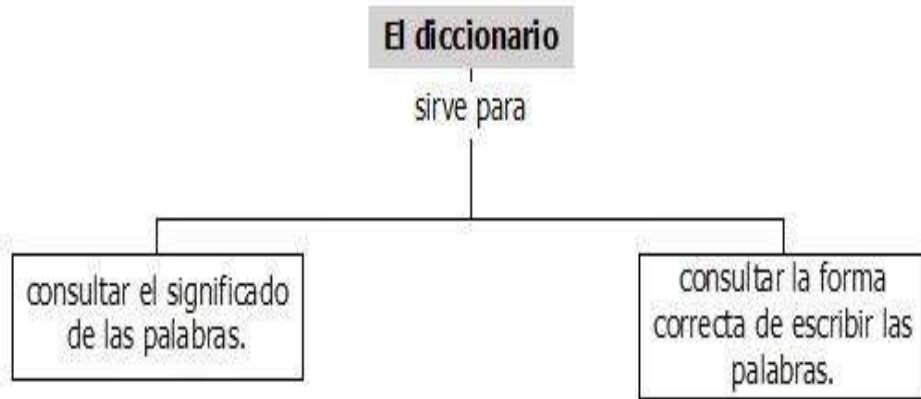 El diccionario
sirve para
consultar el significado
de las palabras.
consultar la forma
correcta de escribir las
palabras.